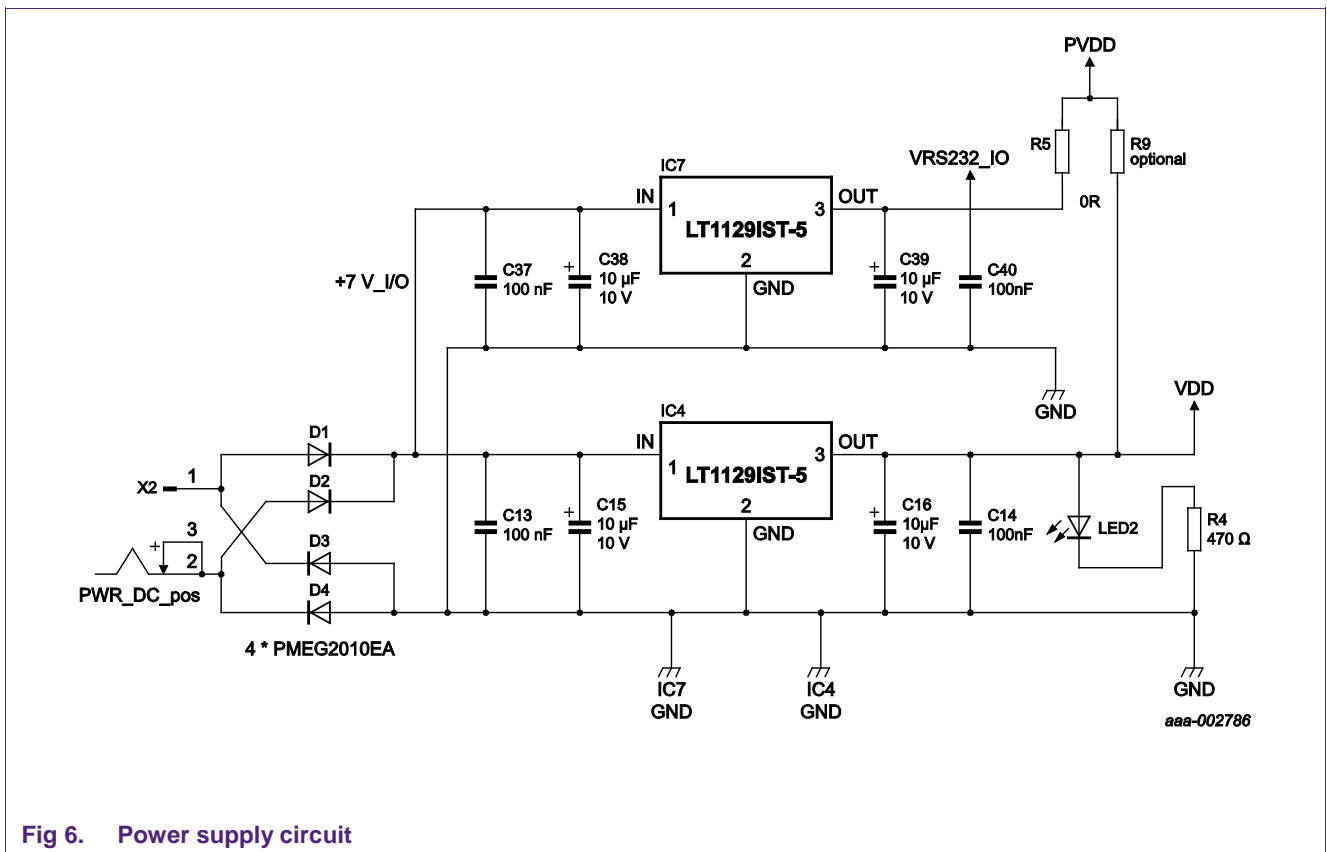 PVDD
R5
R9
optional
0R
VRS232_IO
IC7
IN
1
LT1129IST-5
3
OUT
2
GND
+7 V_I/O
C37
100 nF
+
C38
10 µF
10 V
+
C39
10 µF
10 V
C40
100nF
GND
VDD
IC4
IN
1
LT1129IST-5
3
OUT
2
GND
X2
1
D1
D2
3
+
2
D3
D4
PWR_DC_pos
4 * PMEG2010EA
C13
100 nF
+
C15
10 µF
10 V
+
C16
10µF
10 V
C14
100nF
LED2
R4
470 Ω
IC7
GND
IC4
GND
GND
aaa-002786
Fig 6. Power supply circuit